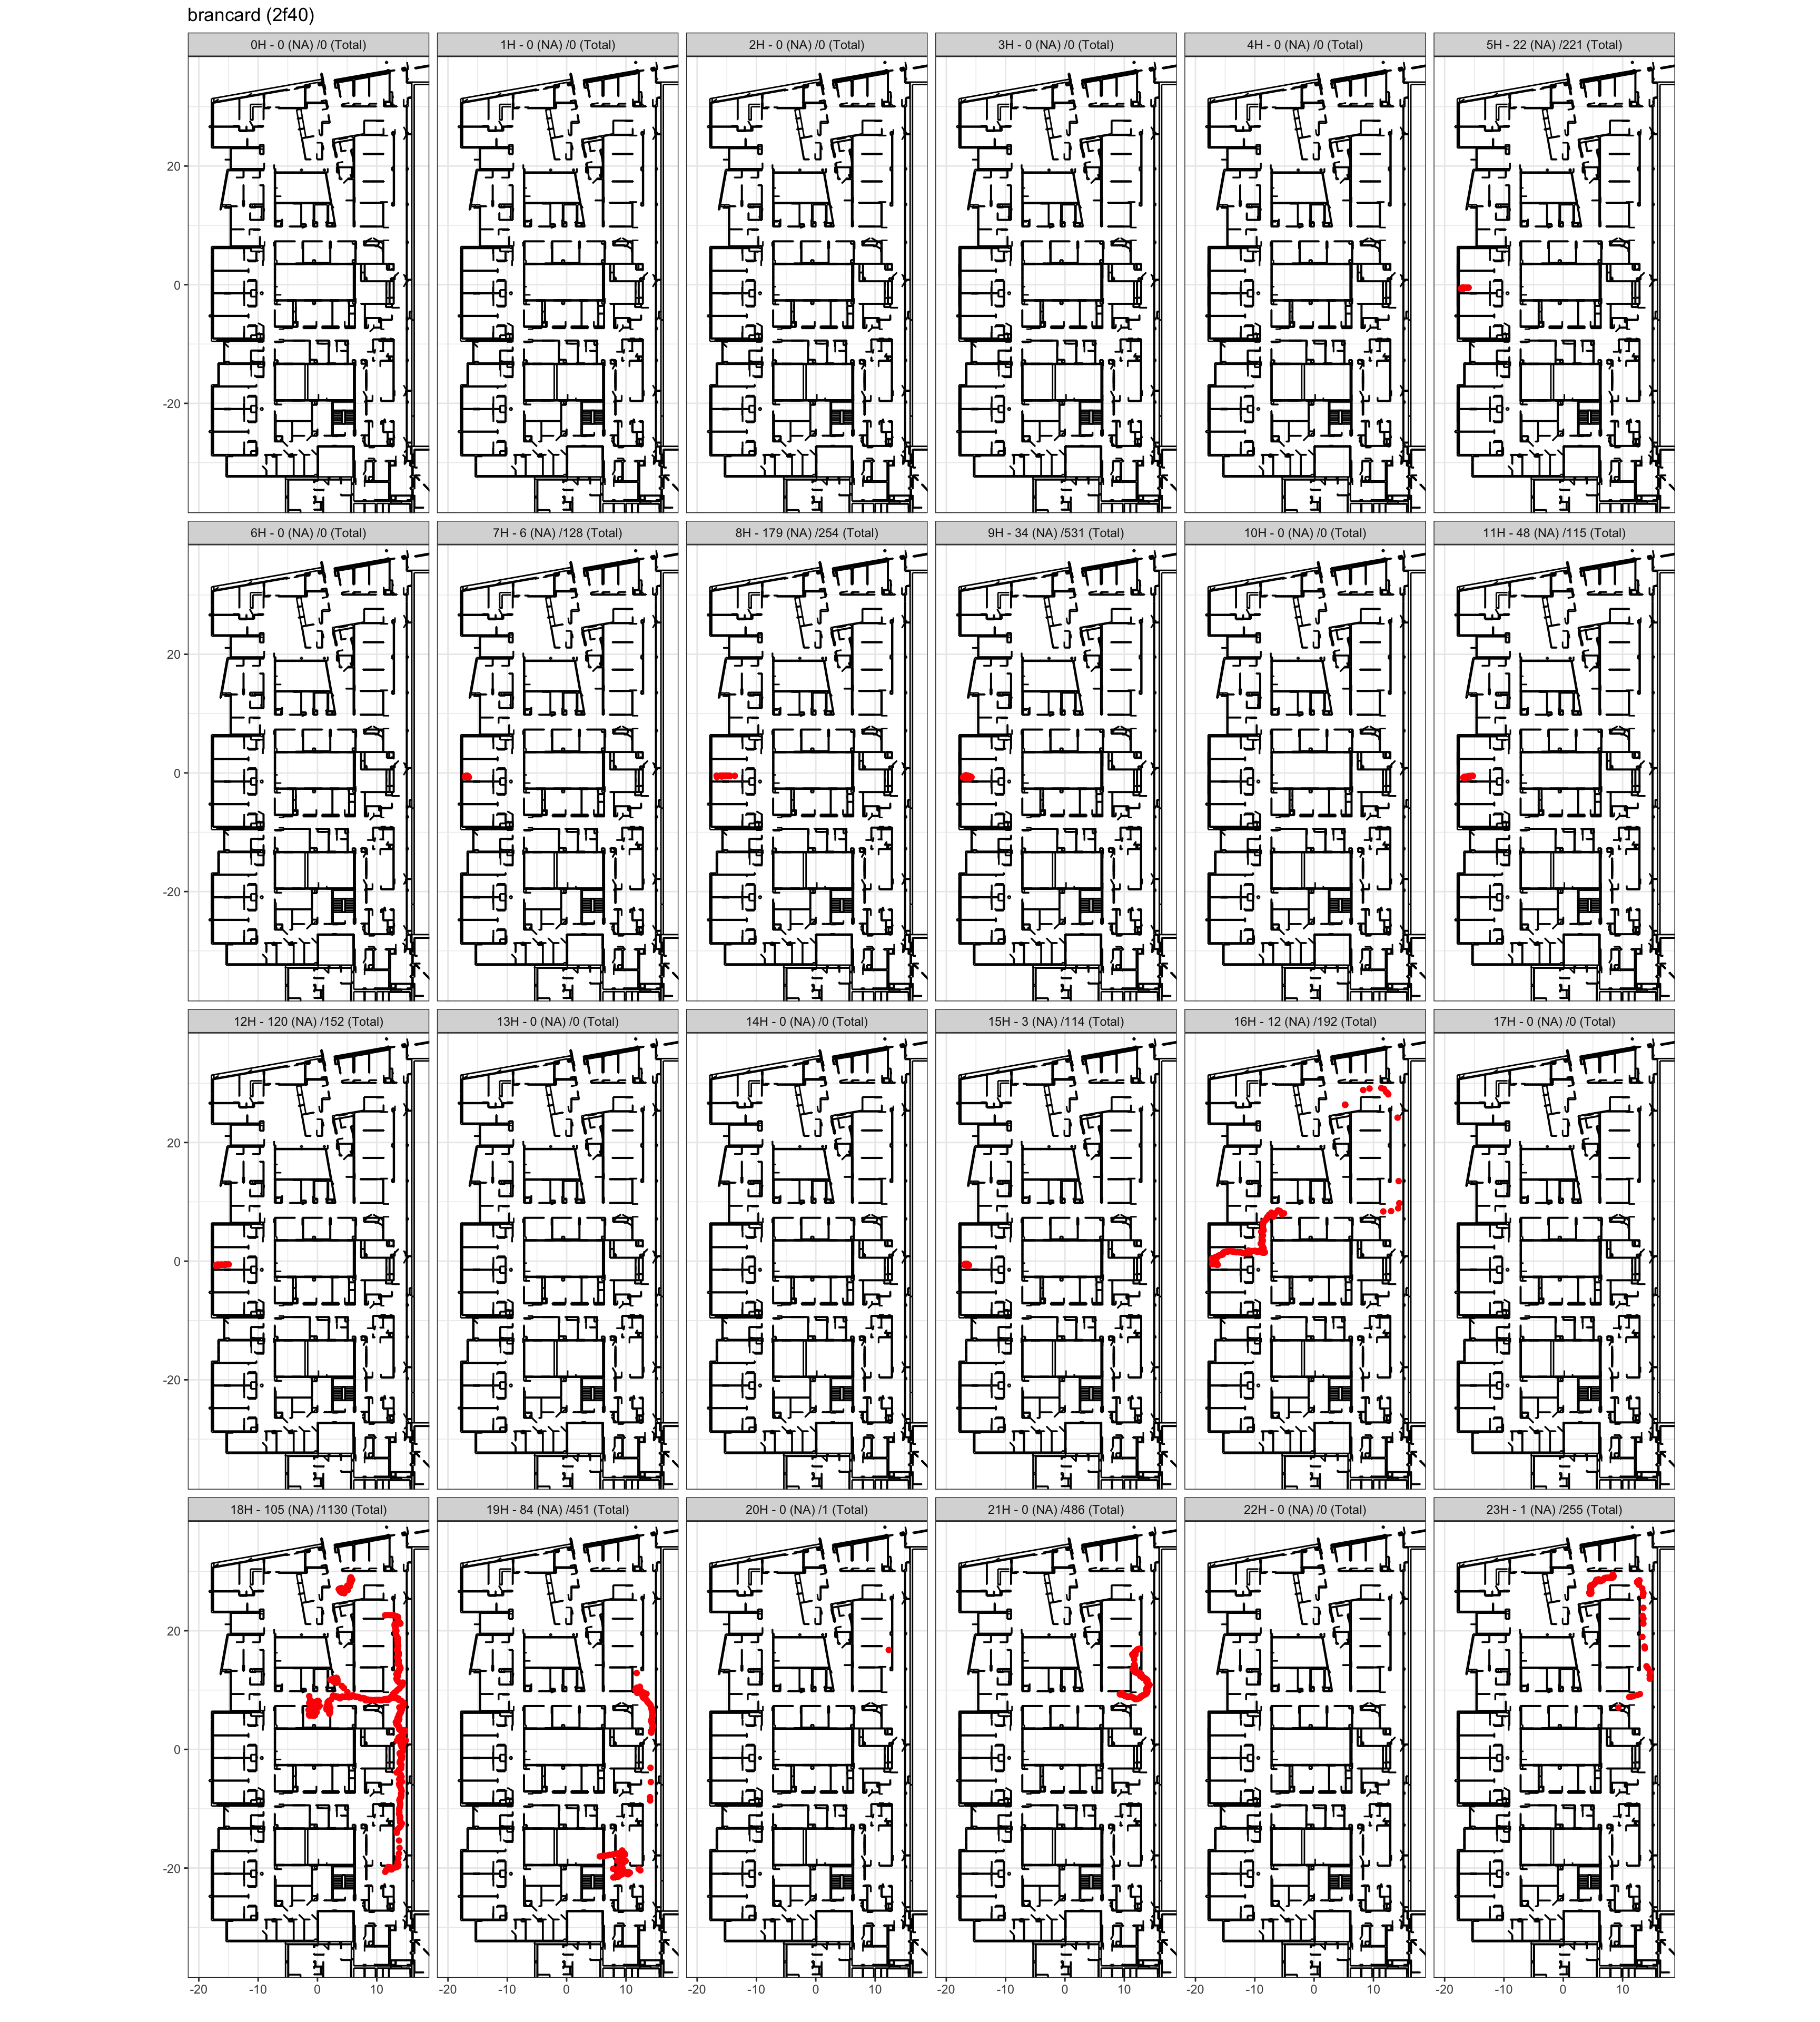 brancard (2f40)
0H - 0 (NA) /0 (Total) 1H - 0 (NA) /0 (Total) 2H - 0 (NA) /0 (Total) 3H - 0 (NA) /0 (Total) 4H - 0 (NA) /0 (Total) 5H - 22 (NA) /221 (Total)
20
0
-20
6H - 0 (NA) /0 (Total) 7H - 6 (NA) /128 (Total) 8H - 179 (NA) /254 (Total) 9H - 34 (NA) /531 (Total) 10H - 0 (NA) /0 (Total) 11H - 48 (NA) /115 (Total)
20
0
-20
12H - 120 (NA) /152 (Total) 13H - 0 (NA) /0 (Total) 14H - 0 (NA) /0 (Total) 15H - 3 (NA) /114 (Total) 16H - 12 (NA) /192 (Total) 17H - 0 (NA) /0 (Total)
20
0
-20
18H - 105 (NA) /1130 (Total) 19H - 84 (NA) /451 (Total) 20H - 0 (NA) /1 (Total) 21H - 0 (NA) /486 (Total) 22H - 0 (NA) /0 (Total) 23H - 1 (NA) /255 (Total)
20
0
-20
-20 -10 0 10 -20 -10 0 10 -20 -10 0 10 -20 -10 0 10 -20 -10 0 10 -20 -10 0 10